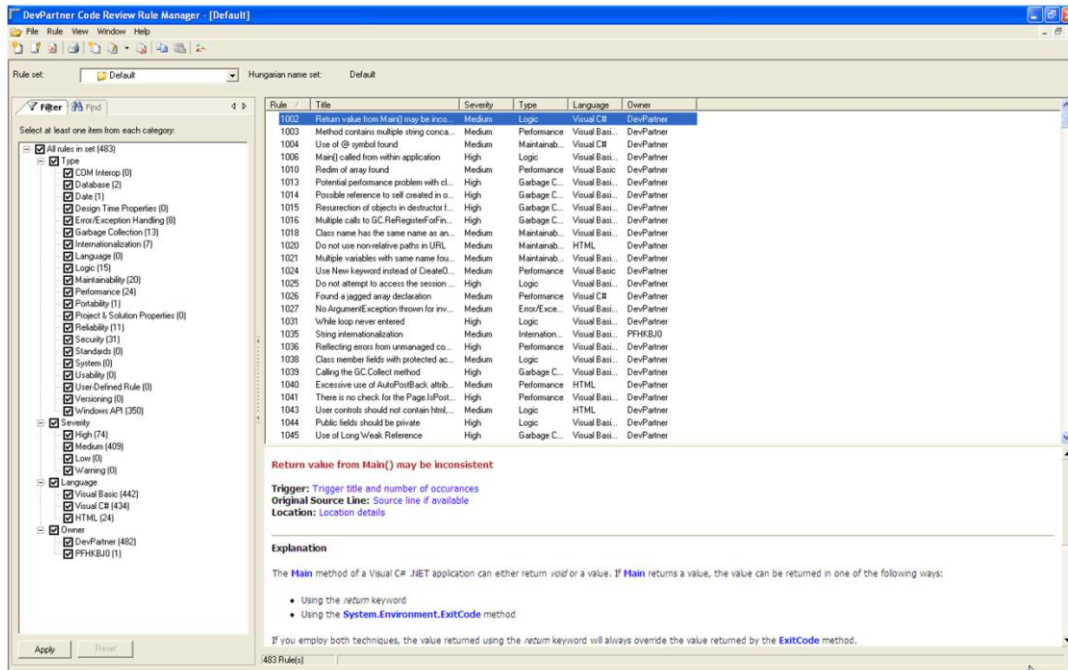 DevPartner Code Review Rule Manager - [Default]
File Rule View Window Help
Rule set: Default Hungarian name set: Default
Filter Find
Select at least one item from each category:
All rules in set (483)
Type
COM Interop (0)
Database (2)
Date (1)
Design Time Properties (0)
Error/Exception Handling (8)
Garbage Collection (13)
Internationalization (7)
Language (0)
Logic (15)
Maintainability (20)
Performance (24)
Portability (1)
Project & Solution Properties (0)
Reliability (11)
Security (31)
Standards (0)
System (0)
Usability (0)
User-Defined Rule (0)
Versioning (0)
Windows API (350)
Severity
High (74)
Medium (409)
Low (0)
Warning (0)
Language
Visual Basic (442)
Visual C# (434)
HTML (24)
Owner
DevPartner (482)
PFHKBJ0 (1)
Apply Reset
Rule Title Severity Type Language Owner
1002 Return value from Main() may be inco... Medium Logic Visual C# DevPartner
1003 Method contains multiple string conca... Medium Performance Visual Basi... DevPartner
1004 Use of @ symbol found Medium Maintainab... Visual C# DevPartner
1006 Main() called from within application High Logic Visual Basi... DevPartner
1010 Redim of array found Medium Performance Visual Basic DevPartner
1013 Potential performance problem with cl... High Garbage C... Visual Basi... DevPartner
1014 Possible reference to self created in o... High Garbage C... Visual Basi... DevPartner
1015 Resurrection of objects in destructor f... High Garbage C... Visual Basi... DevPartner
1016 Multiple calls to GC.ReRegisterForFin... High Garbage C... Visual Basi... DevPartner
1018 Class name has the same name as an... Medium Maintainab... Visual Basi... DevPartner
1020 Do not use non-relative paths in URL Medium Maintainab... HTML DevPartner
1021 Multiple variables with same name fou... Medium Maintainab... Visual Basi... DevPartner
1024 Use New keyword instead of CreateO... Medium Performance Visual Basic DevPartner
1025 Do not attempt to access the session ... High Logic Visual Basi... DevPartner
1026 Found a jagged array declaration Medium Performance Visual C# DevPartner
1027 No ArgumentException thrown for inv... Medium Error/Exce... Visual Basi... DevPartner
1031 While loop never entered High Logic Visual Basi... DevPartner
1035 String internationalization Medium Internation... Visual Basi... PFHKBJ0
1036 Reflecting errors from unmanaged co... High Performance Visual Basi... DevPartner
1038 Class member fields with protected ac... Medium Logic Visual Basi... DevPartner
1039 Calling the GC.Collect method High Garbage C... Visual Basi... DevPartner
1040 Excessive use of AutoPostBack attrib... Medium Performance HTML DevPartner
1041 There is no check for the Page.IsPost... High Performance Visual Basi... DevPartner
1043 User controls should not contain html,... Medium Logic HTML DevPartner
1044 Public fields should be private High Logic Visual Basi... DevPartner
1045 Use of Long Weak Reference High Garbage C... Visual Basi... DevPartner
Return value from Main() may be inconsistent
Trigger: Trigger title and number of occurances
Original Source Line: Source line if available
Location: Location details
Explanation
The Main method of a Visual C# .NET application can either return void or a value. If Main returns a value, the value can be returned in one of the following ways:
• Using the return keyword
• Using the System.Environment.ExitCode method
If you employ both techniques, the value returned using the return keyword will always override the value returned by the ExitCode method.
483 Rule(s)